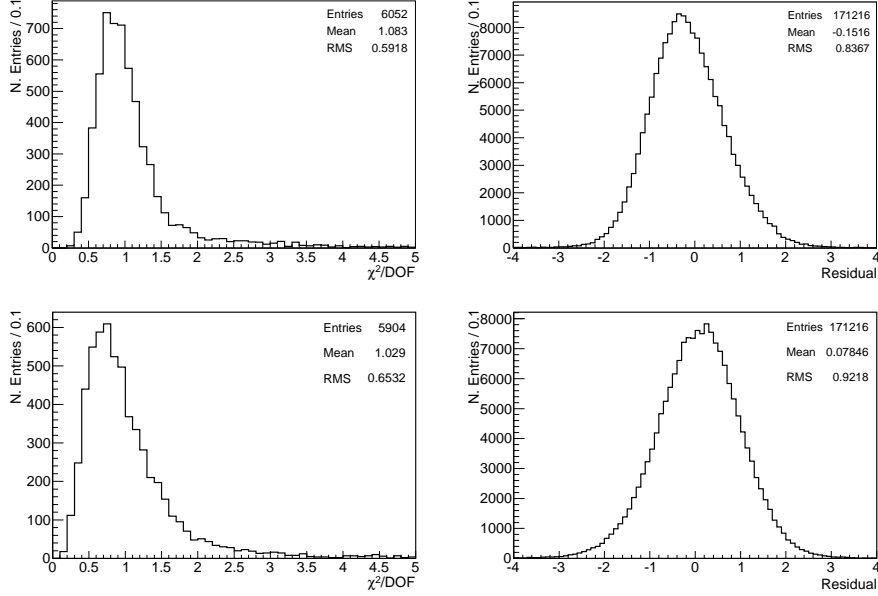 N. Entries / 0.1
Entries 6052
Mean 1.083
RMS 0.5918
700
600
500
400
300
200
100
0
0 0.5 1 1.5 2 2.5 3 3.5 4 4.5 5
χ²/DOF
N. Entries / 0.1
Entries 171216
Mean -0.1516
RMS 0.8367
8000
7000
6000
5000
4000
3000
2000
1000
0
-4 -3 -2 -1 0 1 2 3 4
Residual
N. Entries / 0.1
Entries 5904
Mean 1.029
RMS 0.6532
600
500
400
300
200
100
0
0 0.5 1 1.5 2 2.5 3 3.5 4 4.5 5
χ²/DOF
N. Entries / 0.1
Entries 171216
Mean 0.07846
RMS 0.9218
8000
7000
6000
5000
4000
3000
2000
1000
0
-4 -3 -2 -1 0 1 2 3 4
Residual